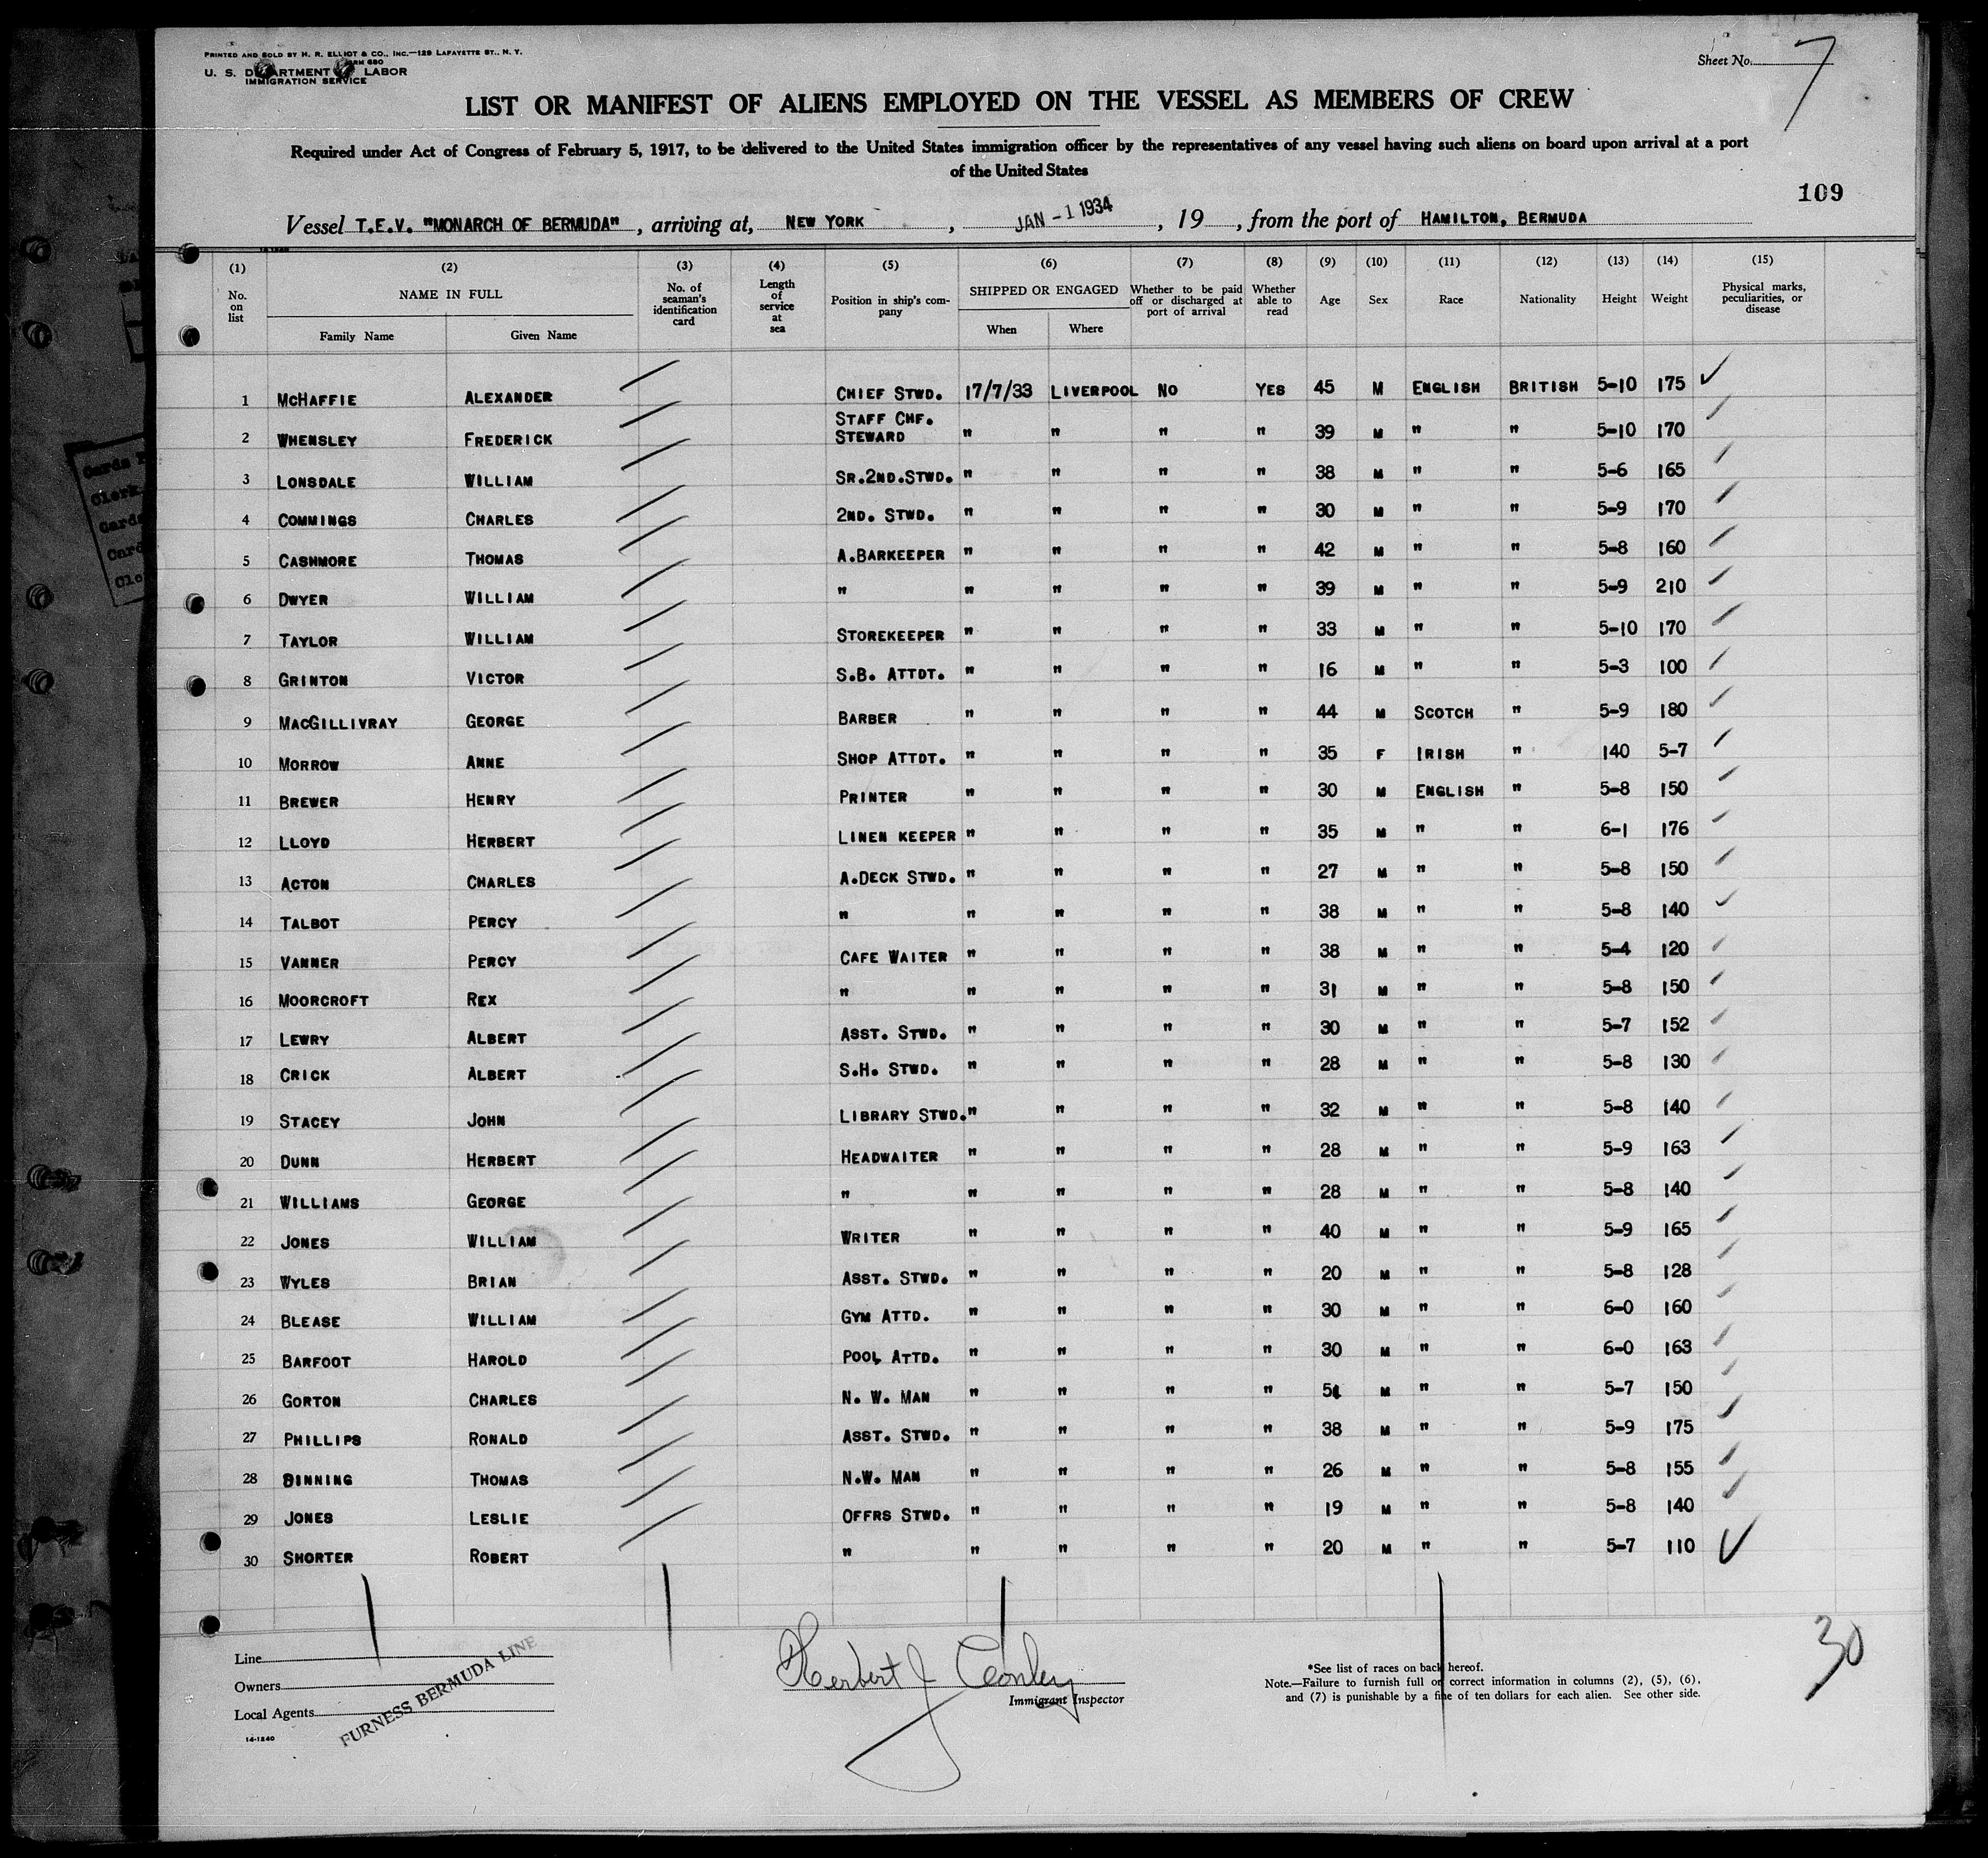 PRINTED AND SOLD BY H. R. ELLIOT & CO., INC.—129 LAFAYETTE ST., N. Y.
FORM 680
U. S. DEPARTMENT OF LABOR
IMMIGRATION SERVICE
Sheet No. 7
LIST OR MANIFEST OF ALIENS EMPLOYED ON THE VESSEL AS MEMBERS OF CREW
Required under Act of Congress of February 5, 1917, to be delivered to the United States immigration officer by the representatives of any vessel having such aliens on board upon arrival at a port
of the United States
109
Vessel T.E.V. "MONARCH OF BERMUDA", arriving at, NEW YORK, JAN -1 1934, 19 , from the port of HAMILTON, BERMUDA
(1) No. on list (2) NAME IN FULL Family Name Given Name (3) No. of seaman's identification card (4) Length of service at sea (5) Position in ship's company (6) SHIPPED OR ENGAGED When Where (7) Whether to be paid off or discharged at port of arrival (8) Whether able to read (9) Age (10) Sex (11) Race (12) Nationality (13) Height (14) Weight (15) Physical marks, peculiarities, or disease
1 MCHAFFIE ALEXANDER CHIEF STWD. 17/7/33 LIVERPOOL NO YES 45 M ENGLISH BRITISH 5-10 175
2 WHENSLEY FREDERICK STAFF CHF. STEWARD " " " " 39 M " " 5-10 170
3 LONSDALE WILLIAM SR.2ND.STWD. " " " " 38 M " " 5-6 165
4 COMMINGS CHARLES 2ND. STWD. " " " " 30 M " " 5-9 170
5 CASHMORE THOMAS A.BARKEEPER " " " " 42 M " " 5-8 160
6 DWYER WILLIAM " " " " " 39 M " " 5-9 210
7 TAYLOR WILLIAM STOREKEEPER " " " " 33 M " " 5-10 170
8 GRINTON VICTOR S.B. ATTDT. " " " " 16 M " " 5-3 100
9 MACGILLIVRAY GEORGE BARBER " " " " 44 M SCOTCH " 5-9 180
10 MORROW ANNE SHOP ATTDT. " " " " 35 F IRISH " 140 5-7
11 BREWER HENRY PRINTER " " " " 30 M ENGLISH " 5-8 150
12 LLOYD HERBERT LINEN KEEPER " " " " 35 M " " 6-1 176
13 ACTON CHARLES A.DECK STWD. " " " " 27 M " " 5-8 150
14 TALBOT PERCY " " " " " 38 M " " 5-8 140
15 VANNER PERCY CAFE WAITER " " " " 38 M " " 5-4 120
16 MOORCROFT REX " " " " " 31 M " " 5-8 150
17 LEWRY ALBERT ASST. STWD. " " " " 30 M " " 5-7 152
18 CRICK ALBERT S.H. STWD. " " " " 28 M " " 5-8 130
19 STACEY JOHN LIBRARY STWD. " " " " 32 M " " 5-8 140
20 DUNN HERBERT HEADWAITER " " " " 28 M " " 5-9 163
21 WILLIAMS GEORGE " " " " " 28 M " " 5-8 140
22 JONES WILLIAM WRITER " " " " 40 M " " 5-9 165
23 WYLES BRIAN ASST. STWD. " " " " 20 M " " 5-8 128
24 BLEASE WILLIAM GYM ATTD. " " " " 30 M " " 6-0 160
25 BARFOOT HAROLD POOL ATTD. " " " " 30 M " " 6-0 163
26 GORTON CHARLES N. W. MAN " " " " 51 M " " 5-7 150
27 PHILLIPS RONALD ASST. STWD. " " " " 38 M " " 5-9 175
28 BINNING THOMAS N.W. MAN " " " " 26 M " " 5-8 155
29 JONES LESLIE OFFRS STWD. " " " " 19 M " " 5-8 140
30 SHORTER ROBERT " " " " " 20 M " " 5-7 110
30
Line
Owners
Local Agents
FURNESS BERMUDA LINE
14-1240
Herbert J Conley
Immigrant Inspector
*See list of races on back hereof.
Note.—Failure to furnish full or correct information in columns (2), (5), (6),
and (7) is punishable by a fine of ten dollars for each alien. See other side.